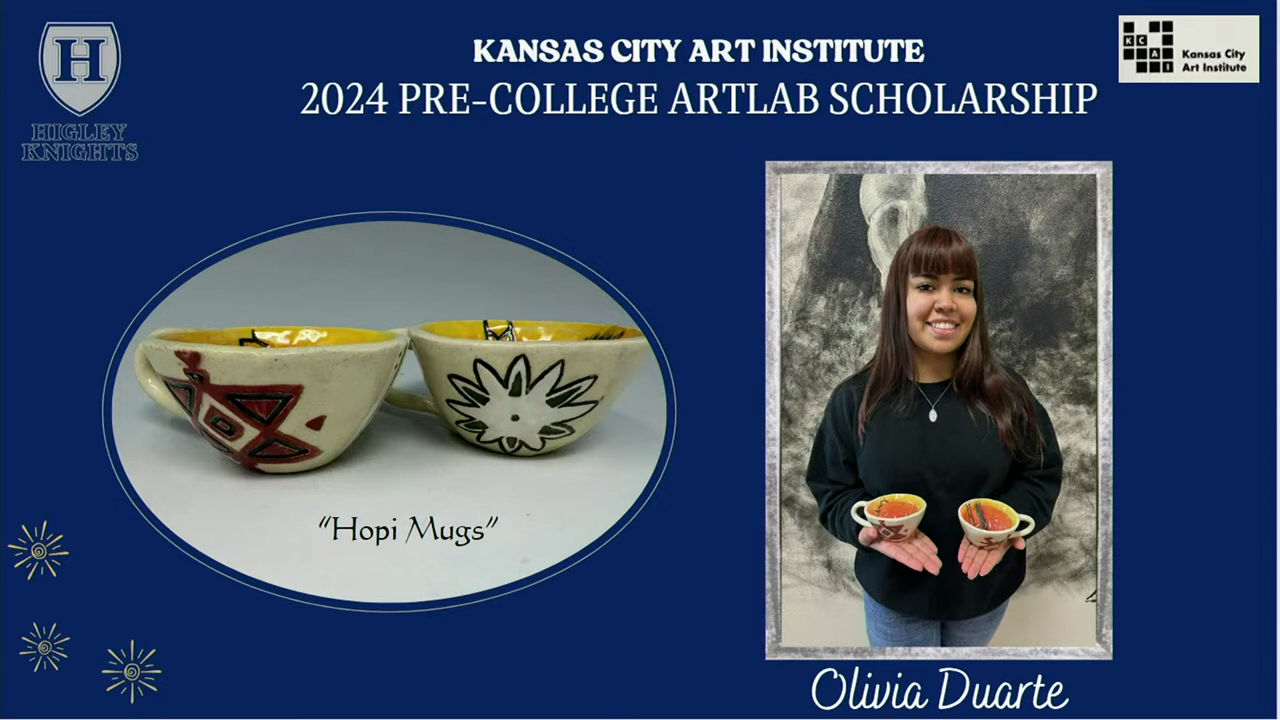 H
HIGLEY
KNIGHTS
KANSAS CITY ART INSTITUTE
2024 PRE-COLLEGE ARTLAB SCHOLARSHIP
K C
A I
Kansas City
Art Institute
"Hopi Mugs"
Olivia Duarte